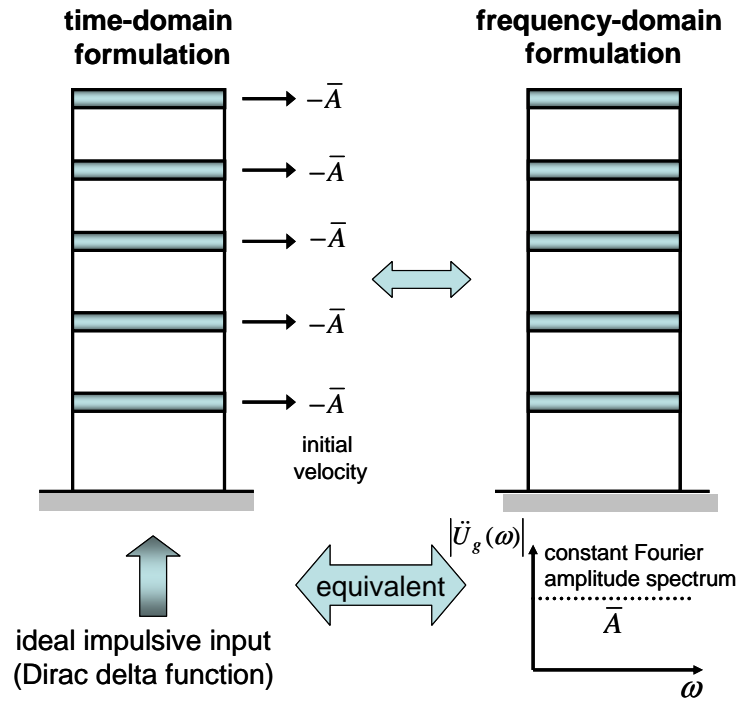 time-domain
formulation
frequency-domain
formulation
−A̅
−A̅
−A̅
−A̅
−A̅
initial
velocity
equivalent
ideal impulsive input
(Dirac delta function)
|Ü_g(ω)|
constant Fourier
amplitude spectrum
A̅
ω